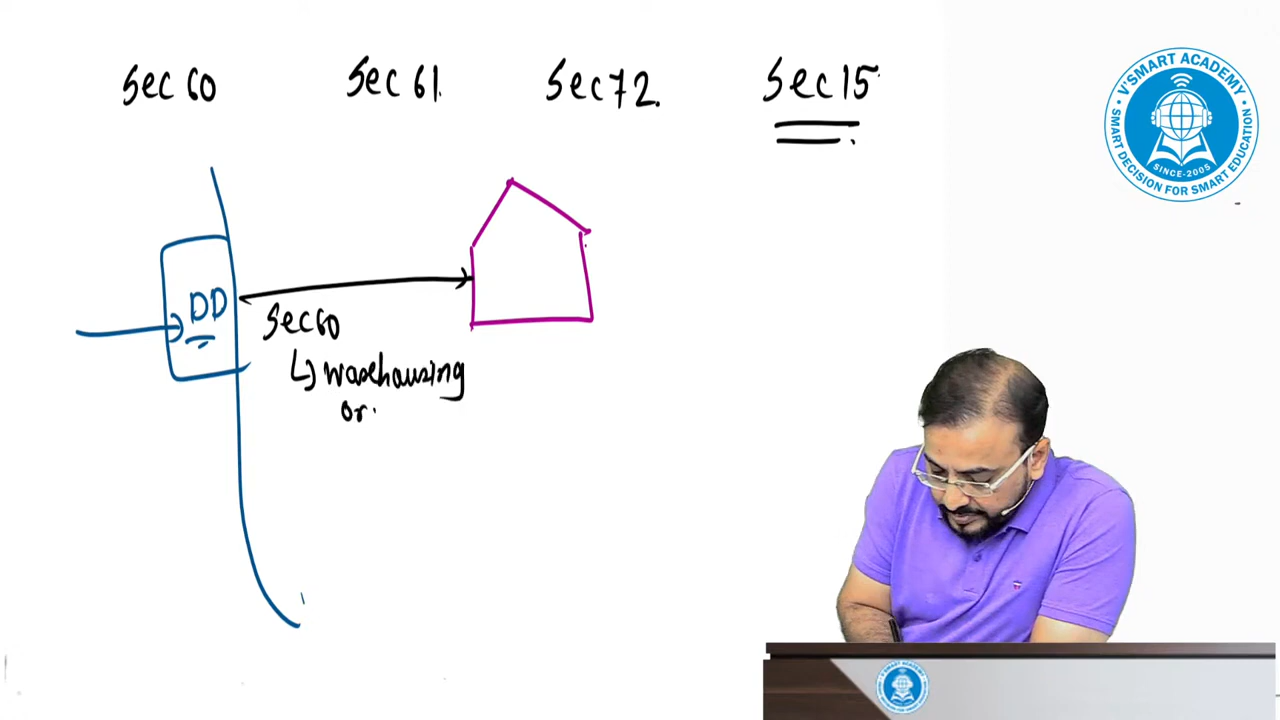 Sec 60 Sec 61. Sec 72. Sec 15
DD
Sec 60
↳ warehousing
or.
V'SMART ACADEMY
SINCE-2005
SMART DECISION FOR SMART EDUCATION